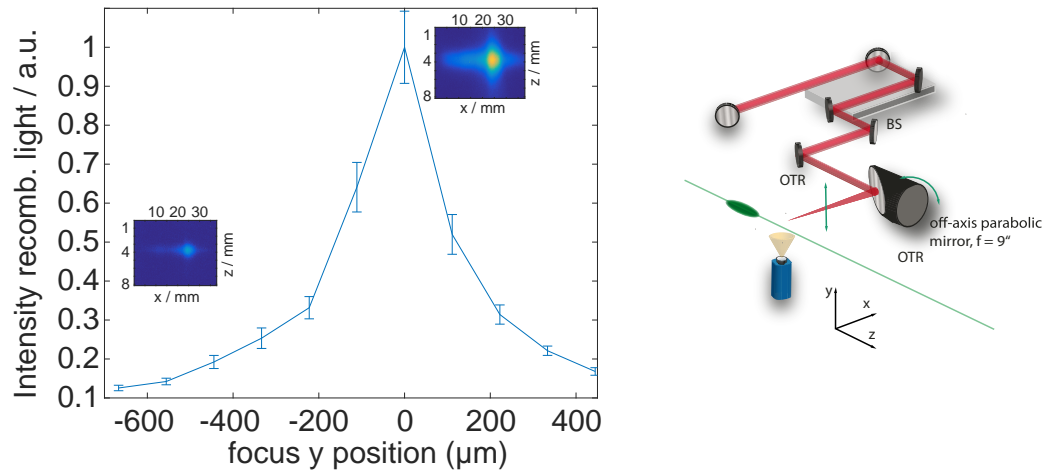 Intensity recomb. light / a.u.
1
0.9
0.8
0.7
0.6
0.5
0.4
0.3
0.2
0.1
-600
-400
-200
0
200
400
focus y position (µm)
10 20 30
1
4
8
x / mm
z / mm
10 20 30
1
4
8
x / mm
z / mm
BS
OTR
off-axis parabolic
mirror, f = 9“
OTR
y
x
z